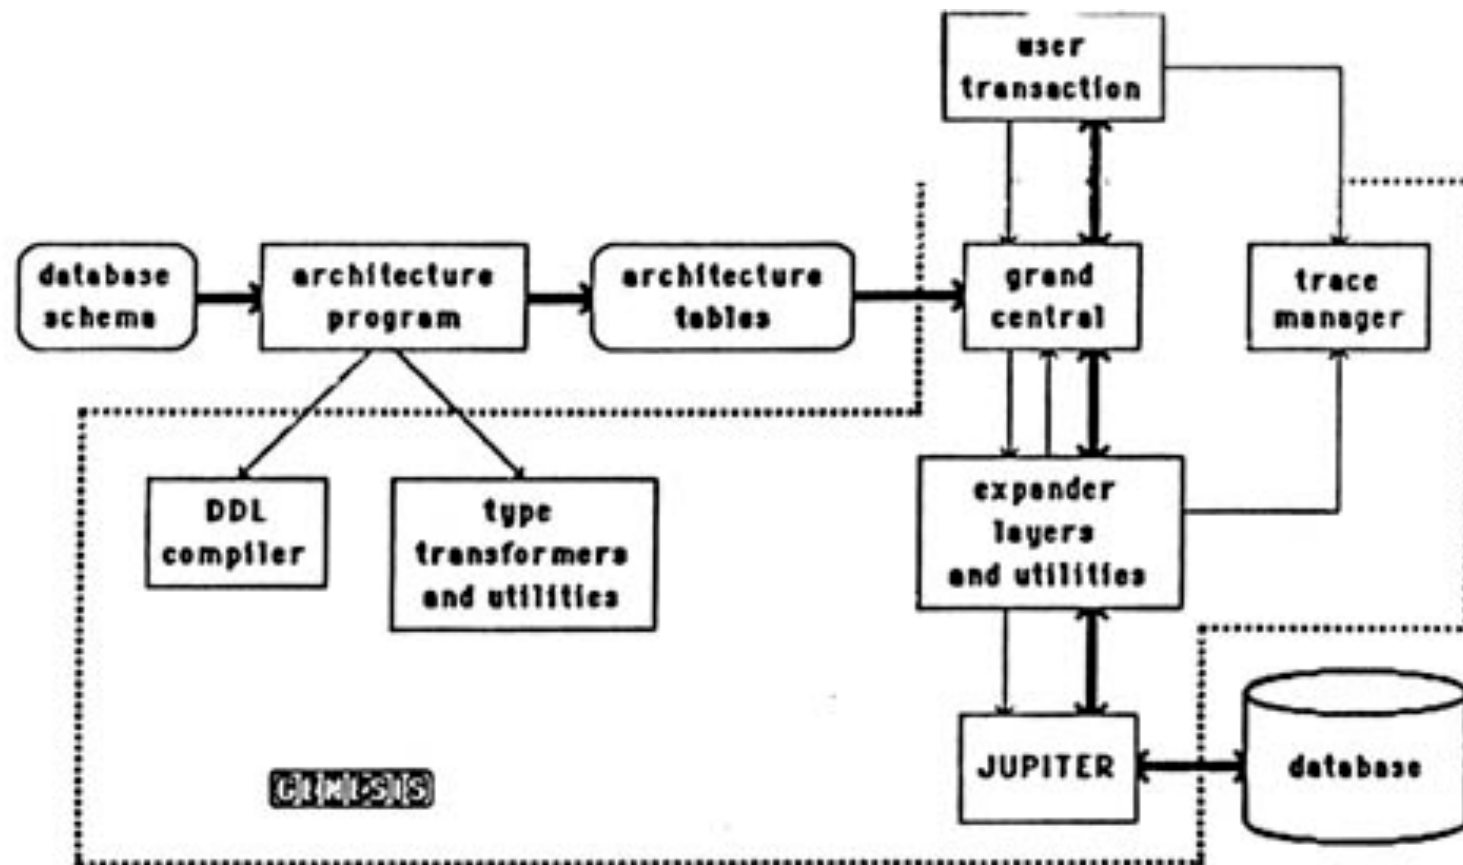 user
transaction
database
schema
architecture
program
architecture
tables
grand
central
trace
manager
DDL
compiler
type
transformers
and utilities
expander
layers
and utilities
JUPITER
database
GENESIS